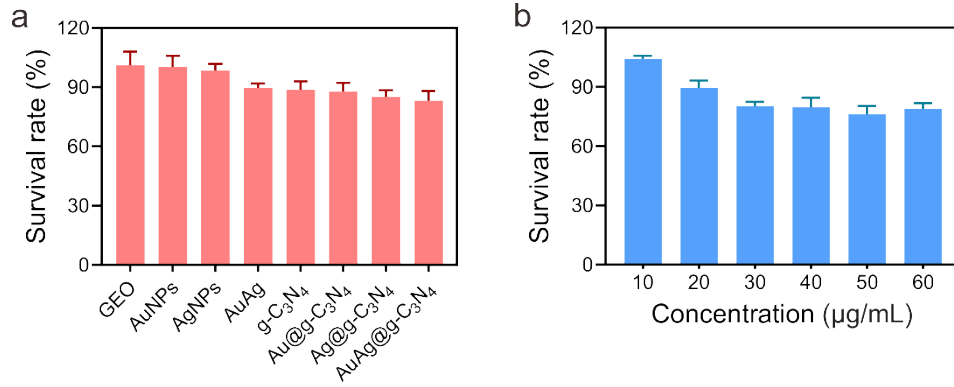 a
120
90
60
30
0
Survival rate (%)
GEO
AuNPs
AgNPs
AuAg
g-C₃N₄
Au@g-C₃N₄
Ag@g-C₃N₄
AuAg@g-C₃N₄
b
120
90
60
30
0
Survival rate (%)
10 20 30 40 50 60
Concentration (μg/mL)